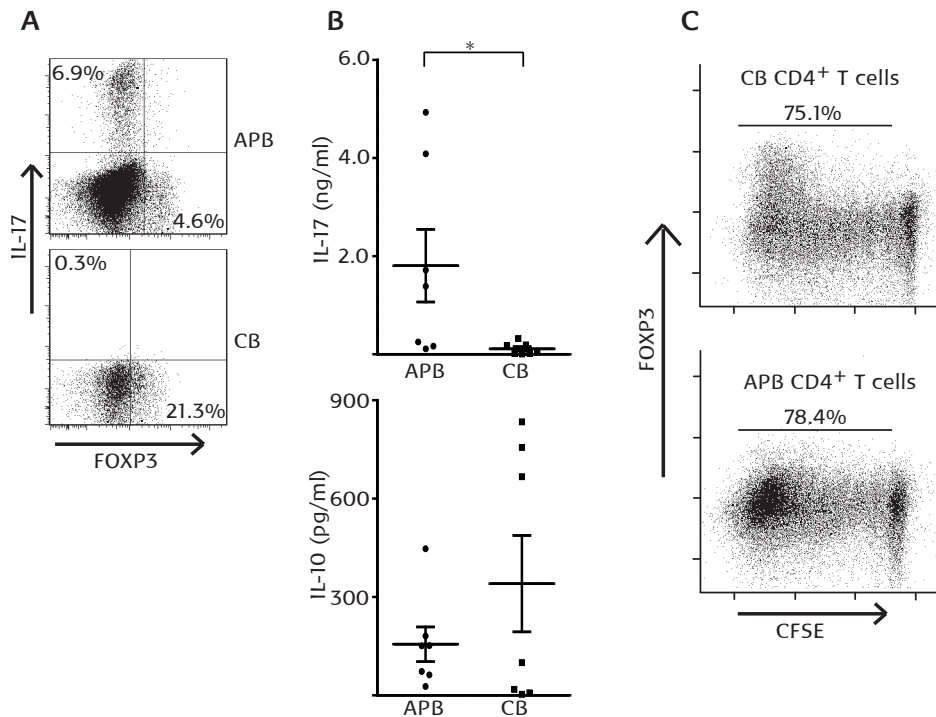 A
6.9%
APB
4.6%
IL-17
0.3%
CB
21.3%
FOXP3
B
*
6.0
4.0
2.0
0
IL-17 (ng/ml)
APB CB
900
600
300
IL-10 (pg/ml)
APB CB
C
CB CD4⁺ T cells
75.1%
FOXP3
APB CD4⁺ T cells
78.4%
CFSE